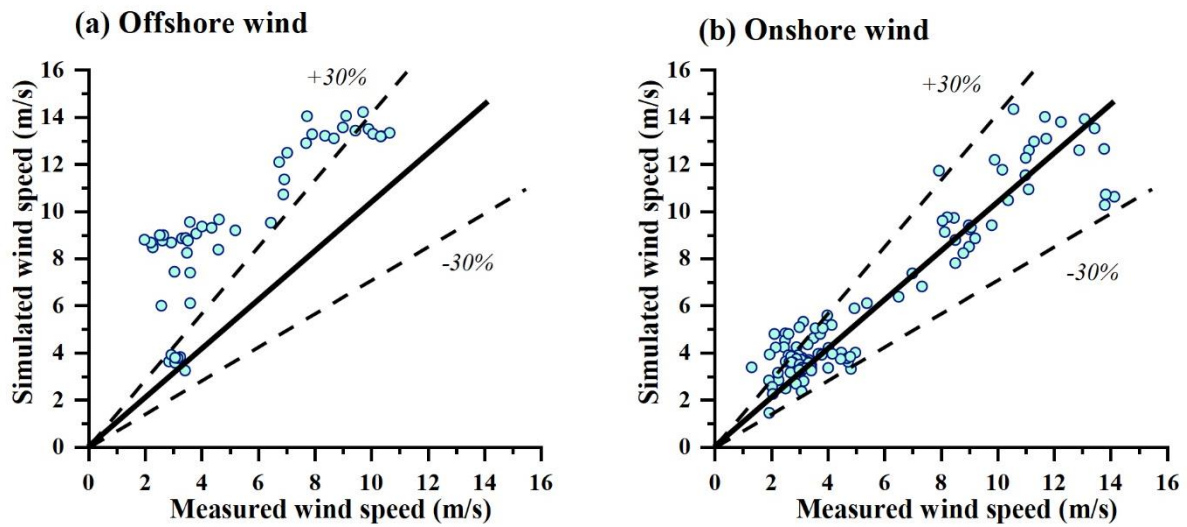 (a) Offshore wind
Simulated wind speed (m/s)
16
14
12
10
8
6
4
2
0
+30%
-30%
0 2 4 6 8 10 12 14 16
Measured wind speed (m/s)
(b) Onshore wind
Simulated wind speed (m/s)
16
14
12
10
8
6
4
2
0
+30%
-30%
0 2 4 6 8 10 12 14 16
Measured wind speed (m/s)